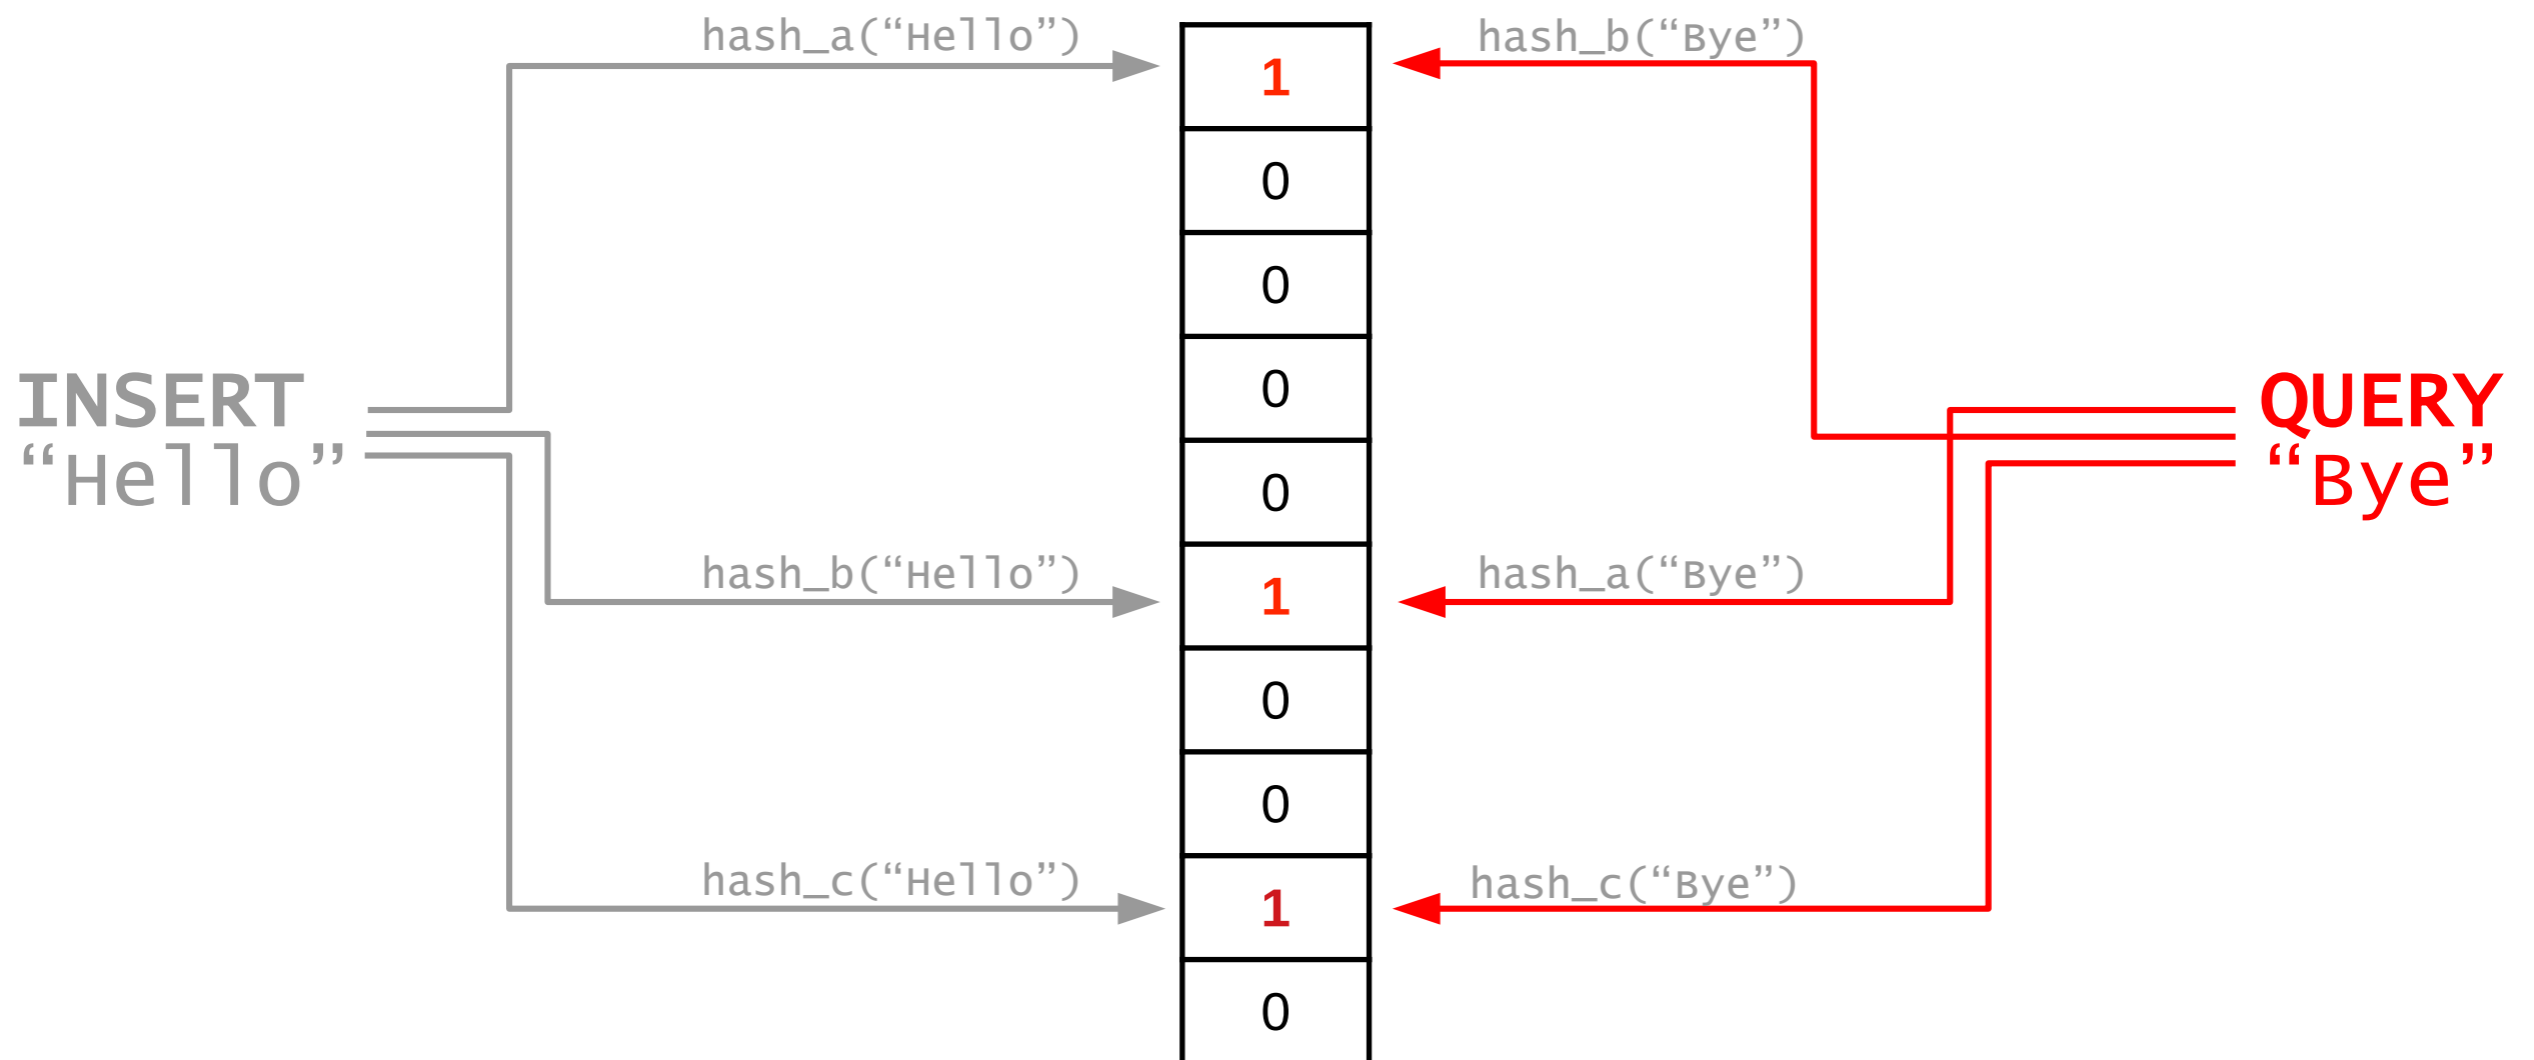 hash_a(“Hello”)
hash_b(“Bye”)
1
0
0
0
INSERT
“Hello”
QUERY
“Bye”
0
hash_b(“Hello”)
hash_a(“Bye”)
1
0
0
hash_c(“Hello”)
hash_c(“Bye”)
1
0